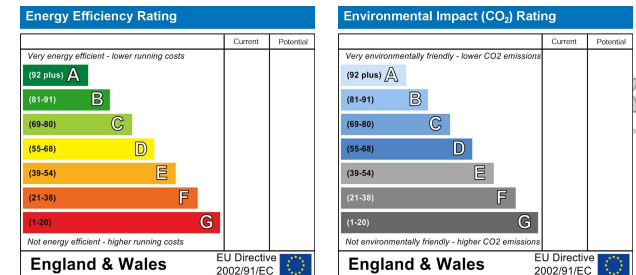 Energy Efficiency Rating
Current Potential
Very energy efficient - lower running costs
(92 plus) A
(81-91) B
(69-80) C
(55-68) D
(39-54) E
(21-38) F
(1-20) G
Not energy efficient - higher running costs
England & Wales
EU Directive
2002/91/EC
Environmental Impact (CO₂) Rating
Current Potential
Very environmentally friendly - lower CO2 emissions
(92 plus) A
(81-91) B
(69-80) C
(55-68) D
(39-54) E
(21-38) F
(1-20) G
Not environmentally friendly - higher CO2 emissions
England & Wales
EU Directive
2002/91/EC